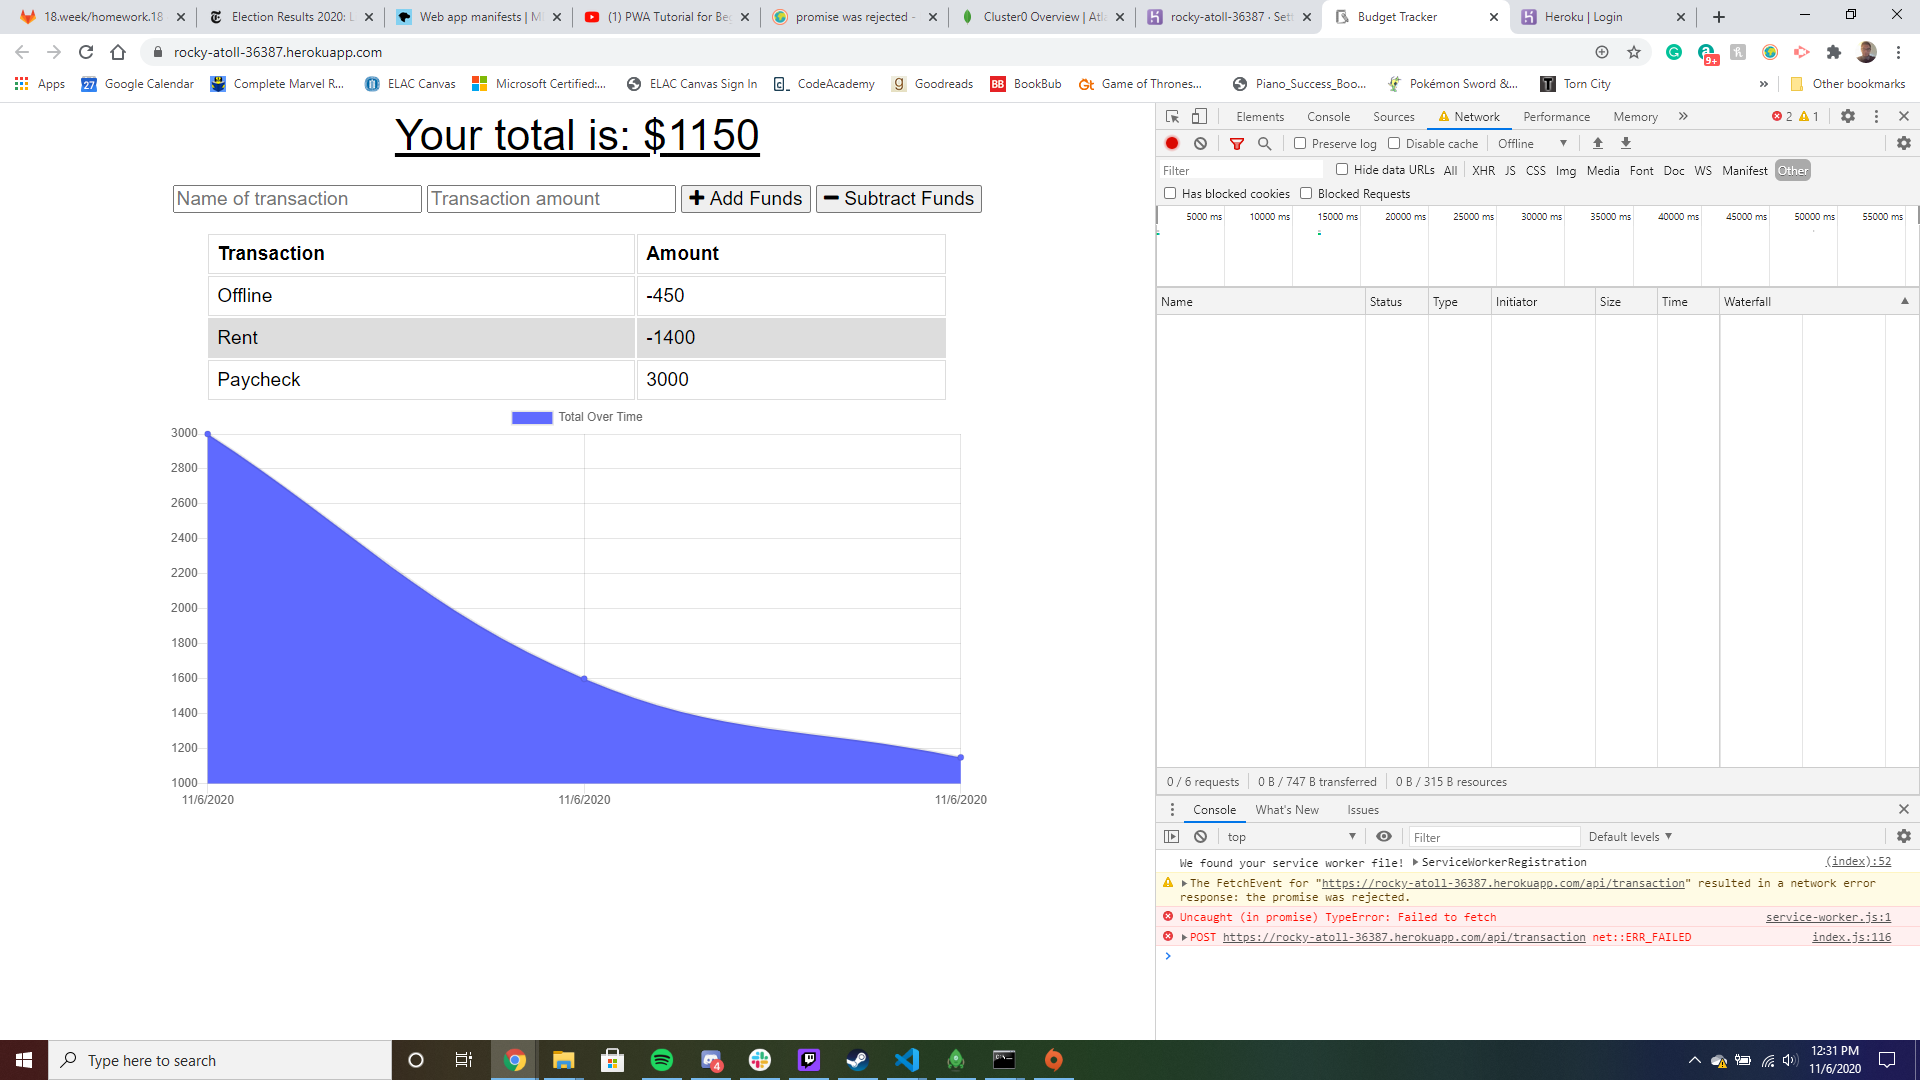 18.week/homework.18
Election Results 2020: L
Web app manifests | M
(1) PWA Tutorial for Be
promise was rejected -
Cluster0 Overview | Atla
rocky-atoll-36387 · Sett
Budget Tracker
Heroku | Login
rocky-atoll-36387.herokuapp.com
9+
Apps
27 Google Calendar
Complete Marvel R...
ELAC Canvas
Microsoft Certified:...
ELAC Canvas Sign In
CodeAcademy
Goodreads
BB BookBub
Gt Game of Thrones...
Piano_Success_Boo...
Pokémon Sword &...
Torn City
» Other bookmarks
Your total is: $1150
Name of transaction
Transaction amount
Add Funds
Subtract Funds
Transaction Amount
Offline -450
Rent -1400
Paycheck 3000
Total Over Time
3000
2800
2600
2400
2200
2000
1800
1600
1400
1200
1000
11/6/2020 11/6/2020 11/6/2020
Elements Console Sources Network Performance Memory » 2 1
Preserve log Disable cache Offline
Filter Hide data URLs All XHR JS CSS Img Media Font Doc WS Manifest Other
Has blocked cookies Blocked Requests
5000 ms 10000 ms 15000 ms 20000 ms 25000 ms 30000 ms 35000 ms 40000 ms 45000 ms 50000 ms 55000 ms
Name Status Type Initiator Size Time Waterfall
0 / 6 requests 0 B / 747 B transferred 0 B / 315 B resources
Console What's New Issues
top Filter Default levels
We found your service worker file! ServiceWorkerRegistration (index):52
The FetchEvent for "https://rocky-atoll-36387.herokuapp.com/api/transaction" resulted in a network error
response: the promise was rejected.
Uncaught (in promise) TypeError: Failed to fetch service-worker.js:1
POST https://rocky-atoll-36387.herokuapp.com/api/transaction net::ERR_FAILED index.js:116
Type here to search
4
12:31 PM
11/6/2020